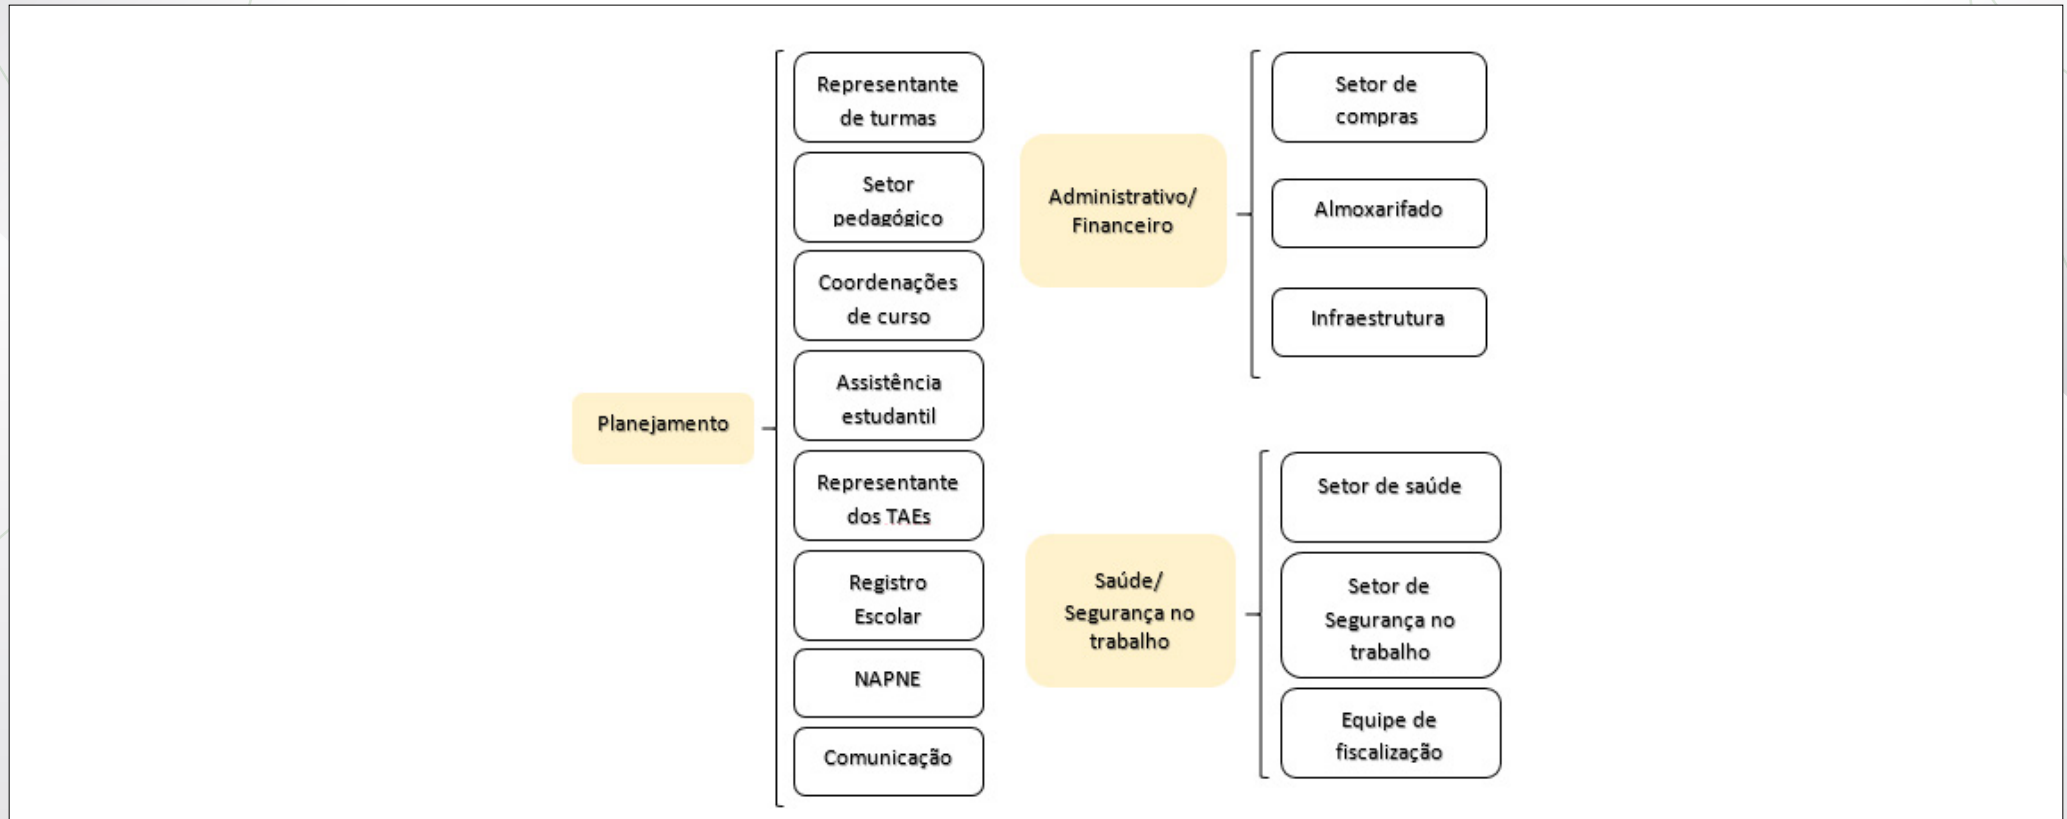 Planejamento
Representante
de turmas
Setor
pedagógico
Coordenações
de curso
Assistência
estudantil
Representante
dos TAEs
Registro
Escolar
NAPNE
Comunicação
Administrativo/
Financeiro
Setor de
compras
Almoxarifado
Infraestrutura
Saúde/
Segurança no
trabalho
Setor de saúde
Setor de
Segurança no
trabalho
Equipe de
fiscalização